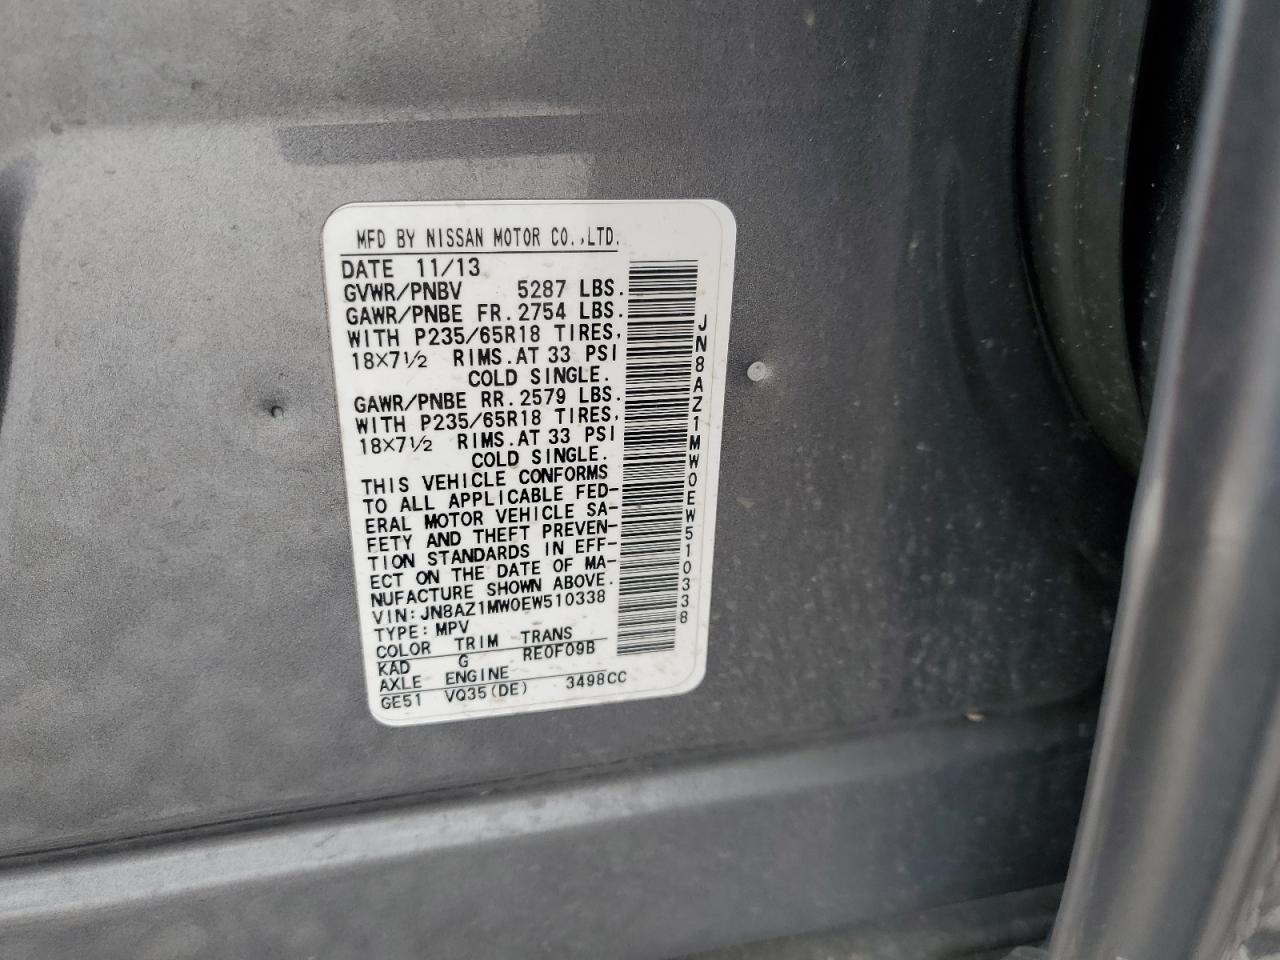 MFD BY NISSAN MOTOR CO.,LTD.
DATE 11/13
GVWR/PNBV 5287 LBS.
GAWR/PNBE FR.2754 LBS.
WITH P235/65R18 TIRES,
18×7½ RIMS.AT 33 PSI
COLD SINGLE.
GAWR/PNBE RR.2579 LBS.
WITH P235/65R18 TIRES,
18×7½ RIMS.AT 33 PSI
COLD SINGLE.
THIS VEHICLE CONFORMS
TO ALL APPLICABLE FED-
ERAL MOTOR VEHICLE SA-
FETY AND THEFT PREVEN-
TION STANDARDS IN EFF-
ECT ON THE DATE OF MA-
NUFACTURE SHOWN ABOVE.
VIN:JN8AZ1MW0EW510338
TYPE:MPV
COLOR TRIM TRANS
KAD G RE0F09B
AXLE ENGINE
GE51 VQ35(DE) 3498CC
JN8AZ1MW0EW510338